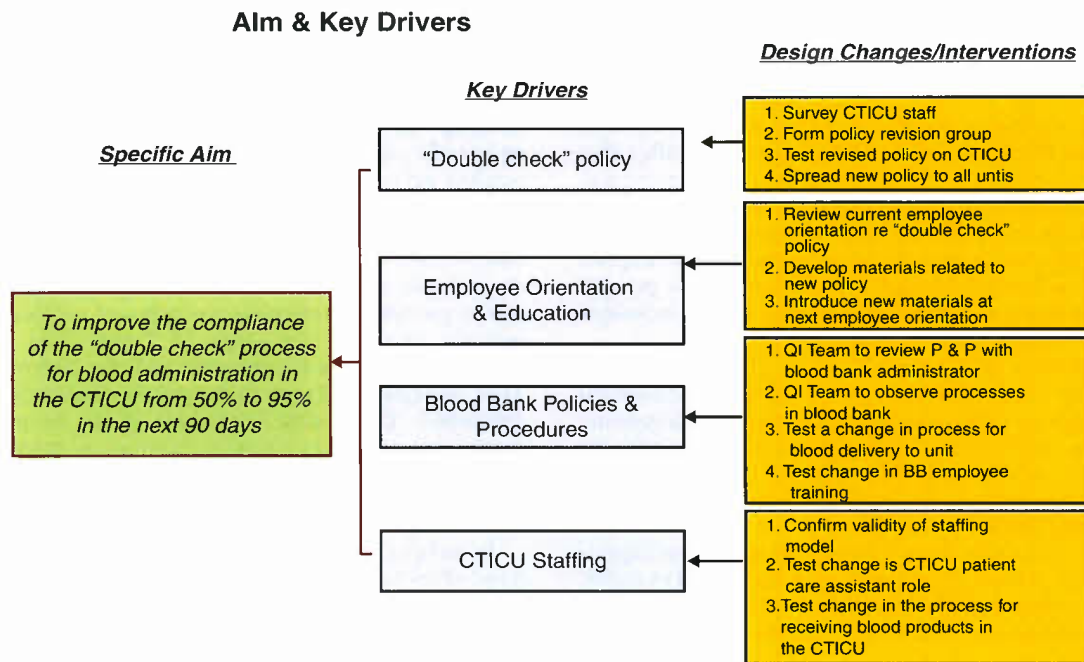 AIm & Key Drivers
Specific Aim
Key Drivers
Design Changes/Interventions
To improve the compliance
of the “double check” process
for blood administration in
the CTICU from 50% to 95%
in the next 90 days
“Double check” policy
1. Survey CTICU staff
2. Form policy revision group
3. Test revised policy on CTICU
4. Spread new policy to all untis
Employee Orientation
& Education
1. Review current employee
orientation re “double check”
policy
2. Develop materials related to
new policy
3. Introduce new materials at
next employee orientation
Blood Bank Policies &
Procedures
1. QI Team to review P & P with
blood bank administrator
2. QI Team to observe processes
in blood bank
3. Test a change in process for
blood delivery to unit
4. Test change in BB employee
training
CTICU Staffing
1. Confirm validity of staffing
model
2. Test change is CTICU patient
care assistant role
3. Test change in the process for
receiving blood products in
the CTICU